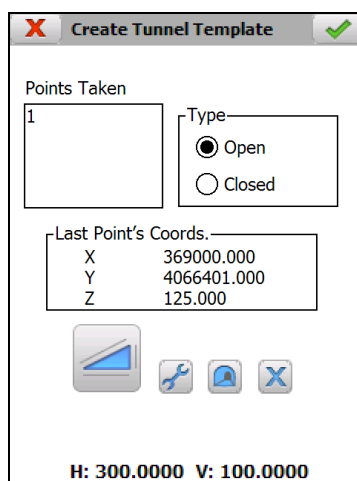 Create Tunnel Template
Points Taken
1
Type
Open
Closed
Last Point's Coords.
X 369000.000
Y 4066401.000
Z 125.000
H: 300.0000 V: 100.0000